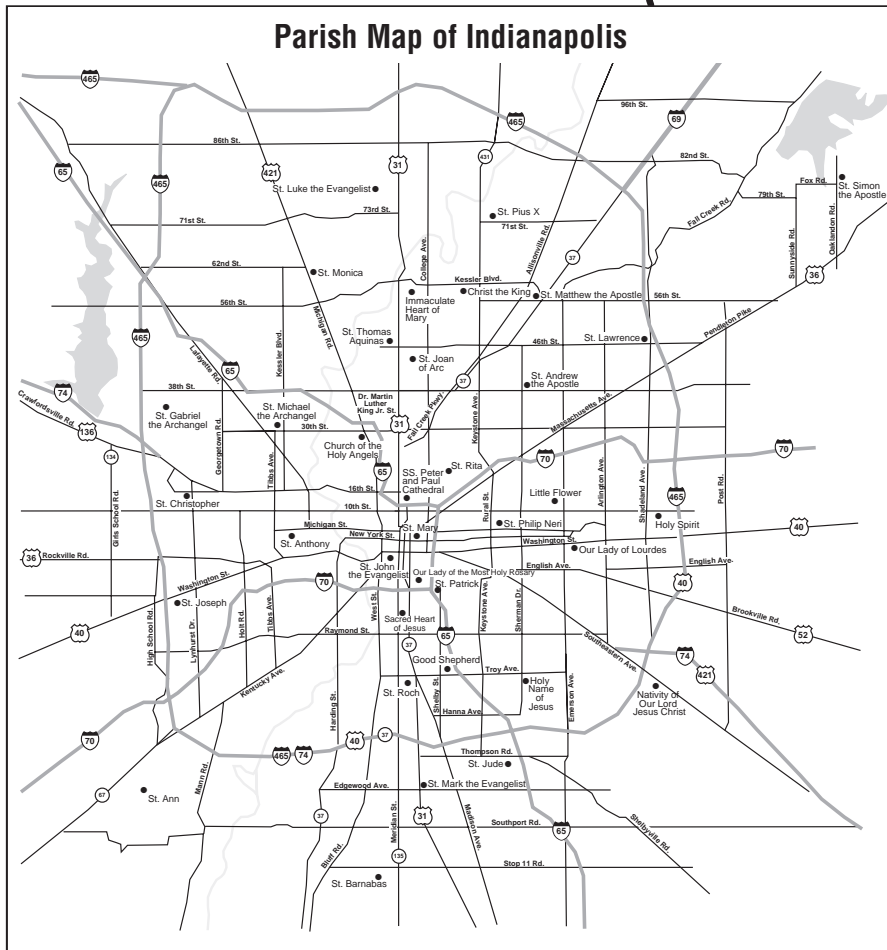 Parish Map of Indianapolis
465
96th St.
465
69
86th St.
431
31
421
82nd St.
65
465
Fox Rd.
St. Simon
the Apostle
St. Luke the Evangelist
79th St.
73rd St.
St. Pius X
71st St.
71st St.
Fall Creek Rd.
Allisonville Rd.
College Ave.
37
Sunnyside Rd.
Oaklandon Rd.
62nd St.
St. Monica
36
Kessler Blvd.
Christ the King
St. Matthew the Apostle
56th St.
56th St.
Immaculate
Heart of
Mary
Michigan Rd.
Pendleton Pike
465
St. Thomas
Aquinas
Kessler Blvd.
46th St.
St. Lawrence
Lafayette Rd.
St. Joan
of Arc
65
37
St. Andrew
the Apostle
74
38th St.
Dr. Martin
Luther
King Jr. St.
Crawfordsville Rd.
136
St. Gabriel
the Archangel
St. Michael
the Archangel
31
Fall Creek Pkwy.
Keystone Ave.
Massachusetts Ave.
30th St.
Georgetown Rd.
Church of the
Holy Angels
134
70
70
Tibbs Ave.
65
St. Rita
SS. Peter
and Paul
Cathedral
16th St.
Little Flower
Arlington Ave.
Shadeland Ave.
465
Post Rd.
St. Christopher
10th St.
Girls School Rd.
Rural St.
Michigan St.
St. Mary
St. Philip Neri
Holy Spirit
New York St.
Washington St.
40
St. Anthony
Our Lady of Lourdes
36
Rockville Rd.
St. John
the Evangelist
Our Lady of the Most Holy Rosary
English Ave.
English Ave.
Washington St.
70
St. Patrick
40
St. Joseph
High School Rd.
Lynhurst Dr.
Holt Rd.
Tibbs Ave.
West St.
Sacred Heart
of Jesus
Keystone Ave.
Sherman Dr.
Brookville Rd.
52
40
Raymond St.
65
37
Southeastern Ave.
74
421
Good Shepherd
Troy Ave.
Kentucky Ave.
St. Roch
Shelby St.
Holy
Name
of Jesus
Emerson Ave.
Nativity of
Our Lord
Jesus Christ
Harding St.
Hanna Ave.
70
40
37
465
74
Thompson Rd.
St. Jude
Mann Rd.
67
St. Ann
Edgewood Ave.
St. Mark the Evangelist
37
Meridian St.
31
Madison Ave.
Southport Rd.
65
Shelbyville Rd.
Bluff Rd.
135
Stop 11 Rd.
St. Barnabas